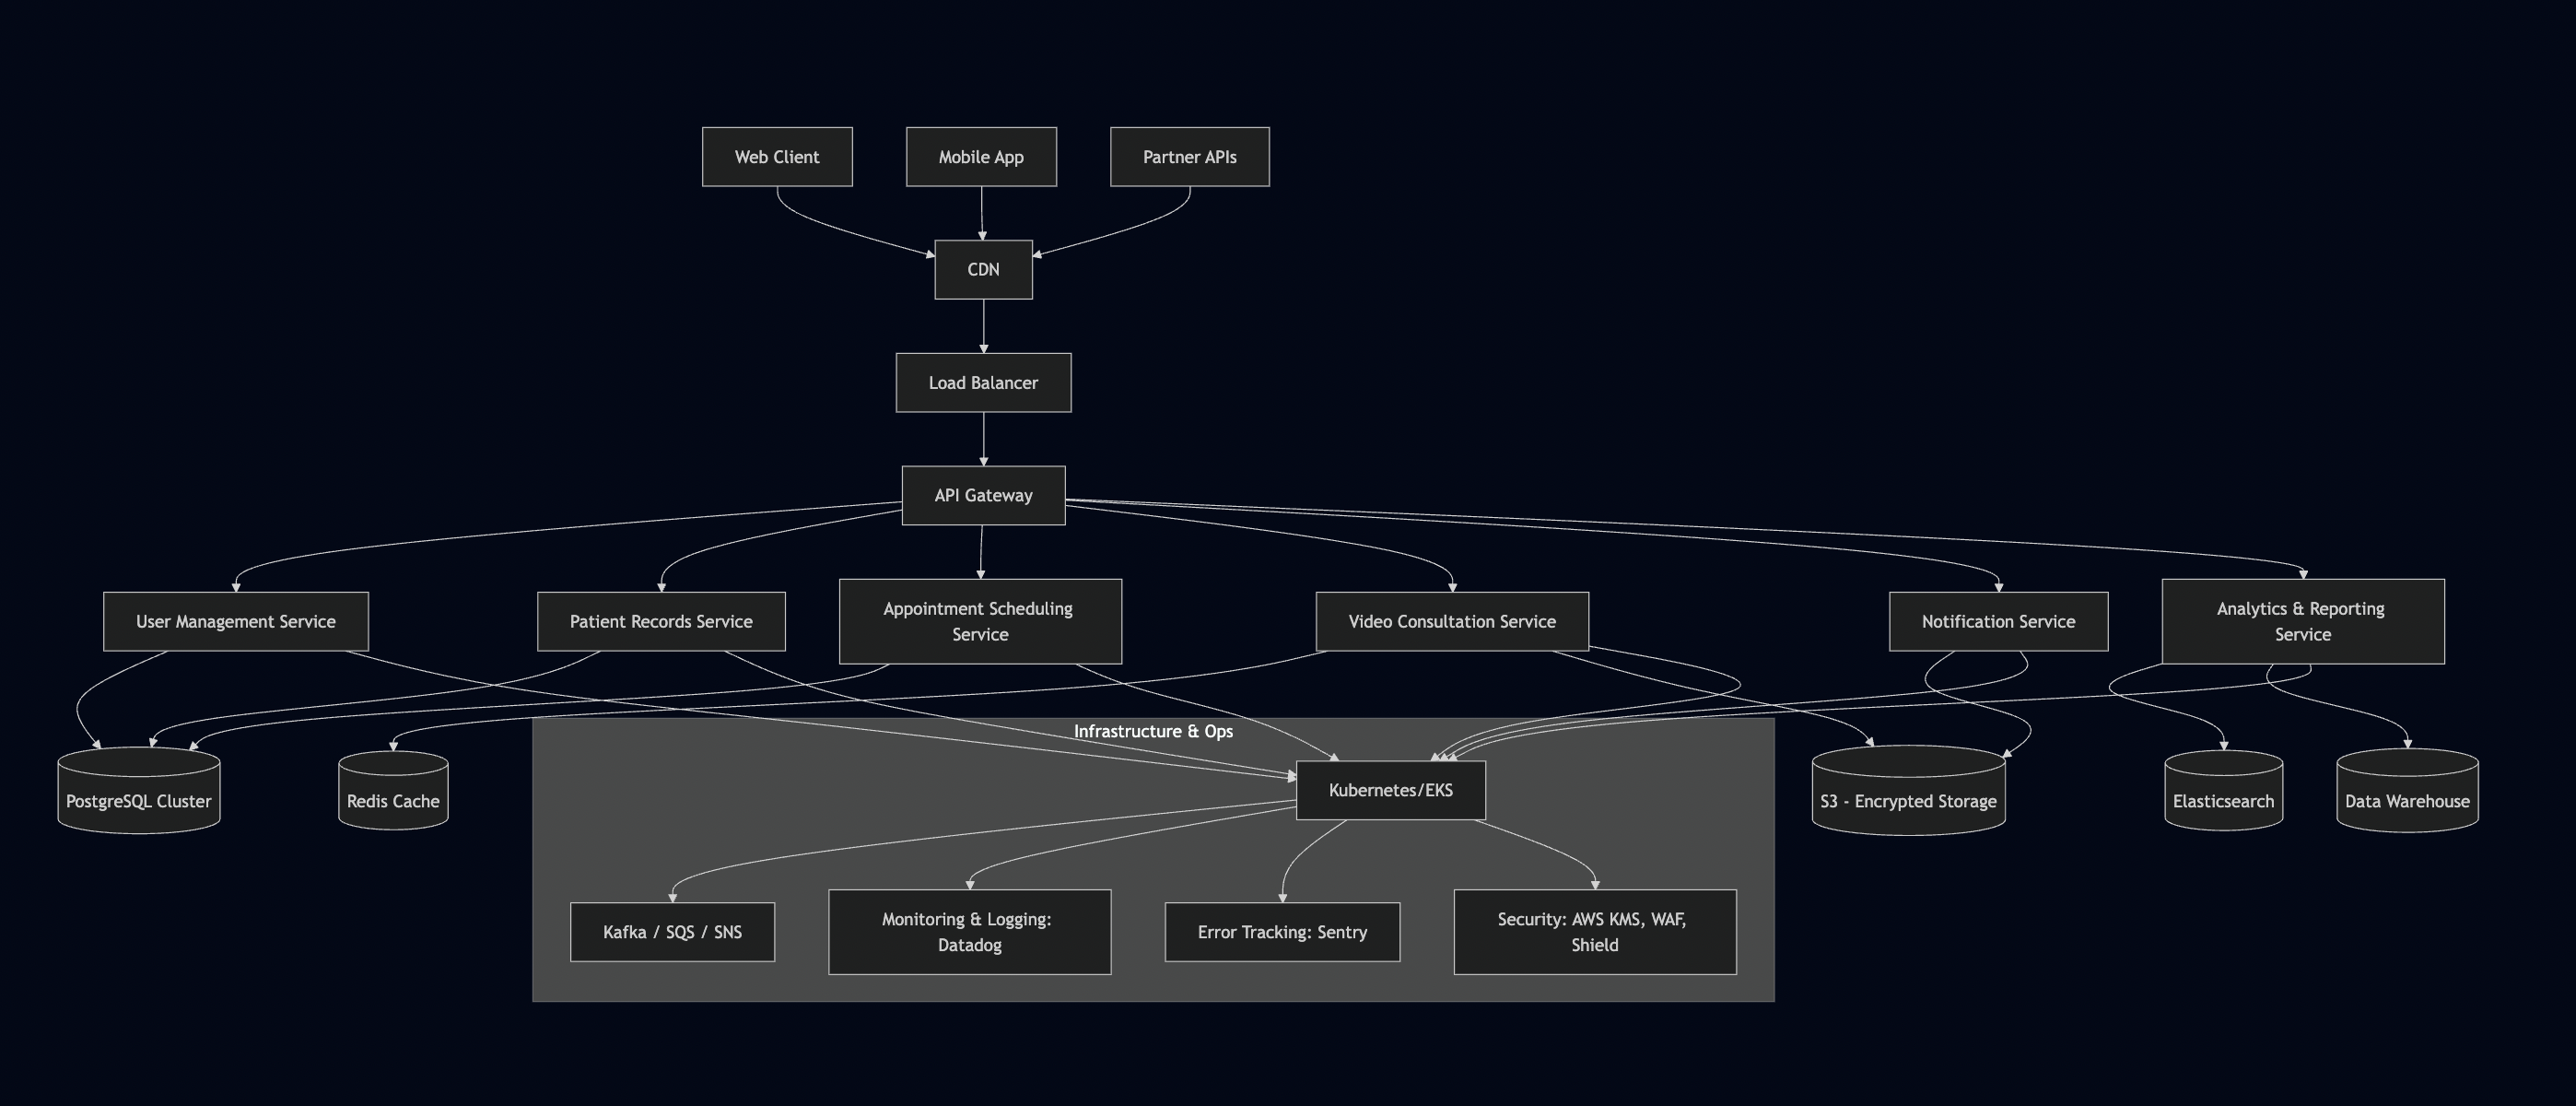 Web Client
Mobile App
Partner APIs
CDN
Load Balancer
API Gateway
User Management Service
Patient Records Service
Appointment Scheduling
Service
Video Consultation Service
Notification Service
Analytics & Reporting
Service
Infrastructure & Ops
PostgreSQL Cluster
Redis Cache
Kubernetes/EKS
S3 - Encrypted Storage
Elasticsearch
Data Warehouse
Kafka / SQS / SNS
Monitoring & Logging:
Datadog
Error Tracking: Sentry
Security: AWS KMS, WAF,
Shield